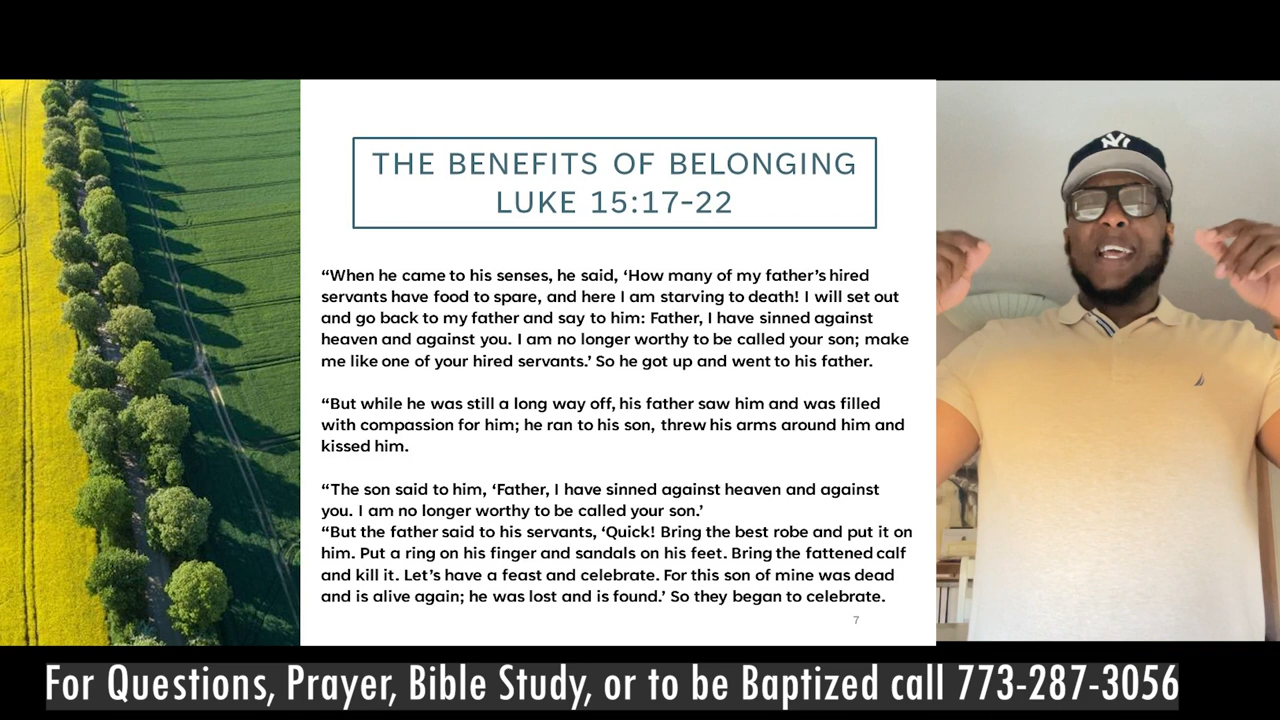 THE BENEFITS OF BELONGING
LUKE 15:17-22
“When he came to his senses, he said, ‘How many of my father’s hired
servants have food to spare, and here I am starving to death! I will set out
and go back to my father and say to him: Father, I have sinned against
heaven and against you. I am no longer worthy to be called your son; make
me like one of your hired servants.’ So he got up and went to his father.
“But while he was still a long way off, his father saw him and was filled
with compassion for him; he ran to his son, threw his arms around him and
kissed him.
“The son said to him, ‘Father, I have sinned against heaven and against
you. I am no longer worthy to be called your son.’
“But the father said to his servants, ‘Quick! Bring the best robe and put it on
him. Put a ring on his finger and sandals on his feet. Bring the fattened calf
and kill it. Let’s have a feast and celebrate. For this son of mine was dead
and is alive again; he was lost and is found.’ So they began to celebrate.
7
NY
For Questions, Prayer, Bible Study, or to be Baptized call 773-287-3056